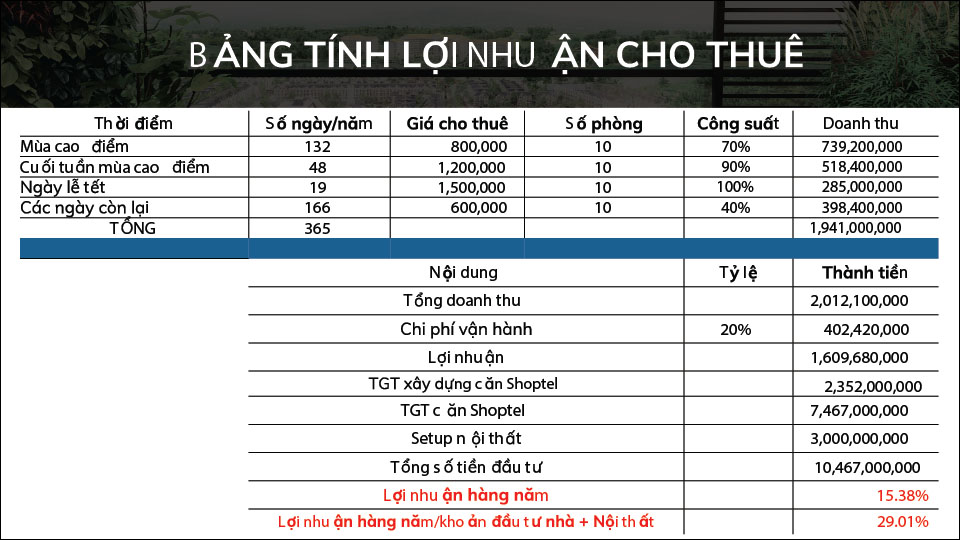 BẢNG TÍNH LỢI NHUẬN CHO THUÊ
Thời điểm Số ngày/năm Giá cho thuê Số phòng Công suất Doanh thu
Mùa cao điểm 132 800,000 10 70% 739,200,000
Cuối tuần mùa cao điểm 48 1,200,000 10 90% 518,400,000
Ngày lễ tết 19 1,500,000 10 100% 285,000,000
Các ngày còn lại 166 600,000 10 40% 398,400,000
TỔNG 365 1,941,000,000
Nội dung Tỷ lệ Thành tiền
Tổng doanh thu 2,012,100,000
Chi phí vận hành 20% 402,420,000
Lợi nhuận 1,609,680,000
TGT xây dựng căn Shoptel 2,352,000,000
TGT căn Shoptel 7,467,000,000
Setup nội thất 3,000,000,000
Tổng số tiền đầu tư 10,467,000,000
Lợi nhuận hàng năm 15.38%
Lợi nhuận hàng năm/khoản đầu tư nhà + Nội thất 29.01%